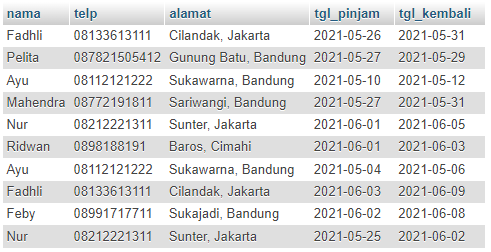 nama telp alamat tgl_pinjam tgl_kembali
Fadhli 08133613111 Cilandak, Jakarta 2021-05-26 2021-05-31
Pelita 087821505412 Gunung Batu, Bandung 2021-05-27 2021-05-29
Ayu 08112121222 Sukawarna, Bandung 2021-05-10 2021-05-12
Mahendra 08772191811 Sariwangi, Bandung 2021-05-27 2021-05-31
Nur 08212221311 Sunter, Jakarta 2021-06-01 2021-06-05
Ridwan 0898188191 Baros, Cimahi 2021-06-01 2021-06-03
Ayu 08112121222 Sukawarna, Bandung 2021-05-04 2021-05-06
Fadhli 08133613111 Cilandak, Jakarta 2021-06-03 2021-06-09
Feby 08991717711 Sukajadi, Bandung 2021-06-02 2021-06-08
Nur 08212221311 Sunter, Jakarta 2021-05-25 2021-06-02